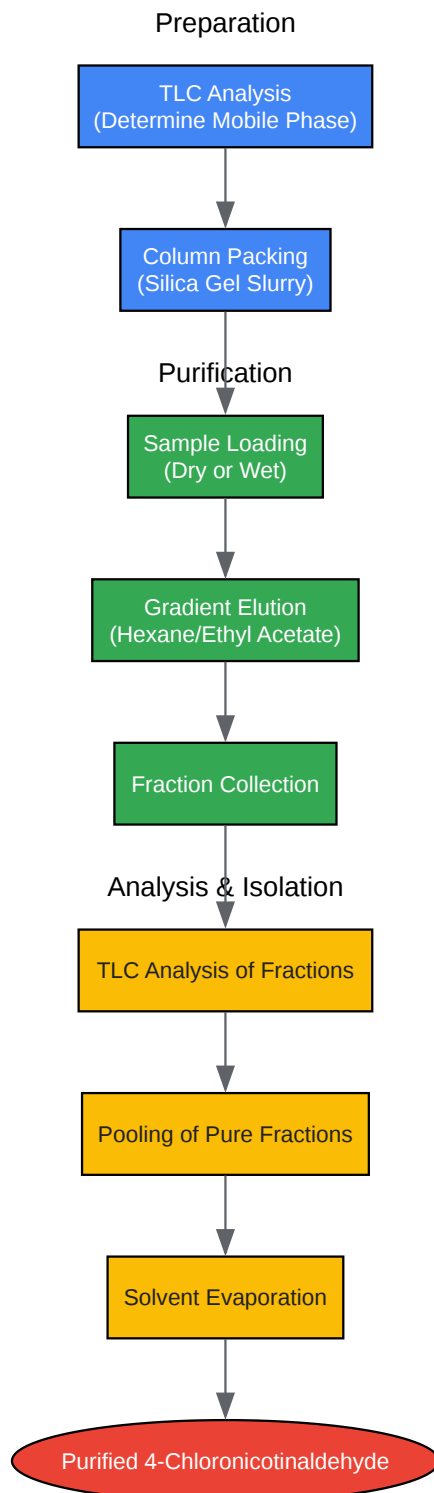 Preparation
TLC Analysis
(Determine Mobile Phase)
Column Packing
(Silica Gel Slurry)
Purification
Sample Loading
(Dry or Wet)
Gradient Elution
(Hexane/Ethyl Acetate)
Fraction Collection
Analysis & Isolation
TLC Analysis of Fractions
Pooling of Pure Fractions
Solvent Evaporation
Purified 4-Chloronicotinaldehyde